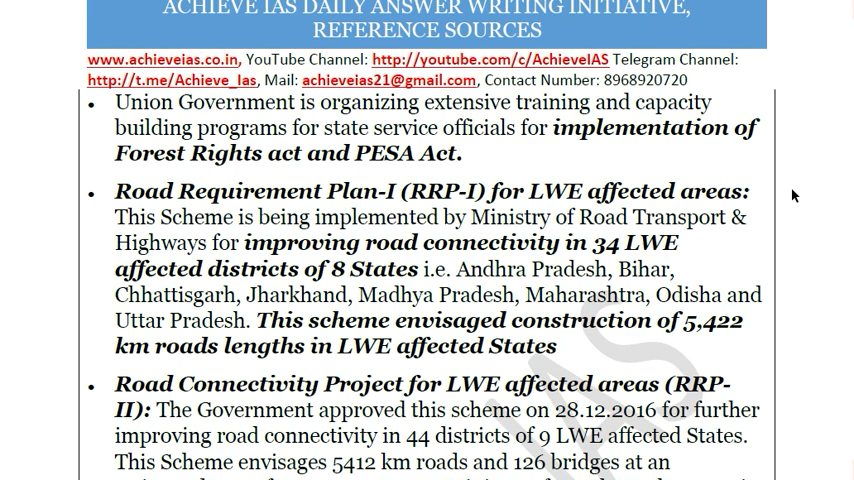 ACHIEVE IAS DAILY ANSWER WRITING INITIATIVE,
REFERENCE SOURCES
www.achieveias.co.in, YouTube Channel: http://youtube.com/c/AchieveIAS Telegram Channel:
http://t.me/Achieve_Ias, Mail: achieveias21@gmail.com, Contact Number: 8968920720
• Union Government is organizing extensive training and capacity
building programs for state service officials for implementation of
Forest Rights act and PESA Act.
• Road Requirement Plan-I (RRP-I) for LWE affected areas:
This Scheme is being implemented by Ministry of Road Transport &
Highways for improving road connectivity in 34 LWE
affected districts of 8 States i.e. Andhra Pradesh, Bihar,
Chhattisgarh, Jharkhand, Madhya Pradesh, Maharashtra, Odisha and
Uttar Pradesh. This scheme envisaged construction of 5,422
km roads lengths in LWE affected States
• Road Connectivity Project for LWE affected areas (RRP-
II): The Government approved this scheme on 28.12.2016 for further
improving road connectivity in 44 districts of 9 LWE affected States.
This Scheme envisages 5412 km roads and 126 bridges at an
IAS